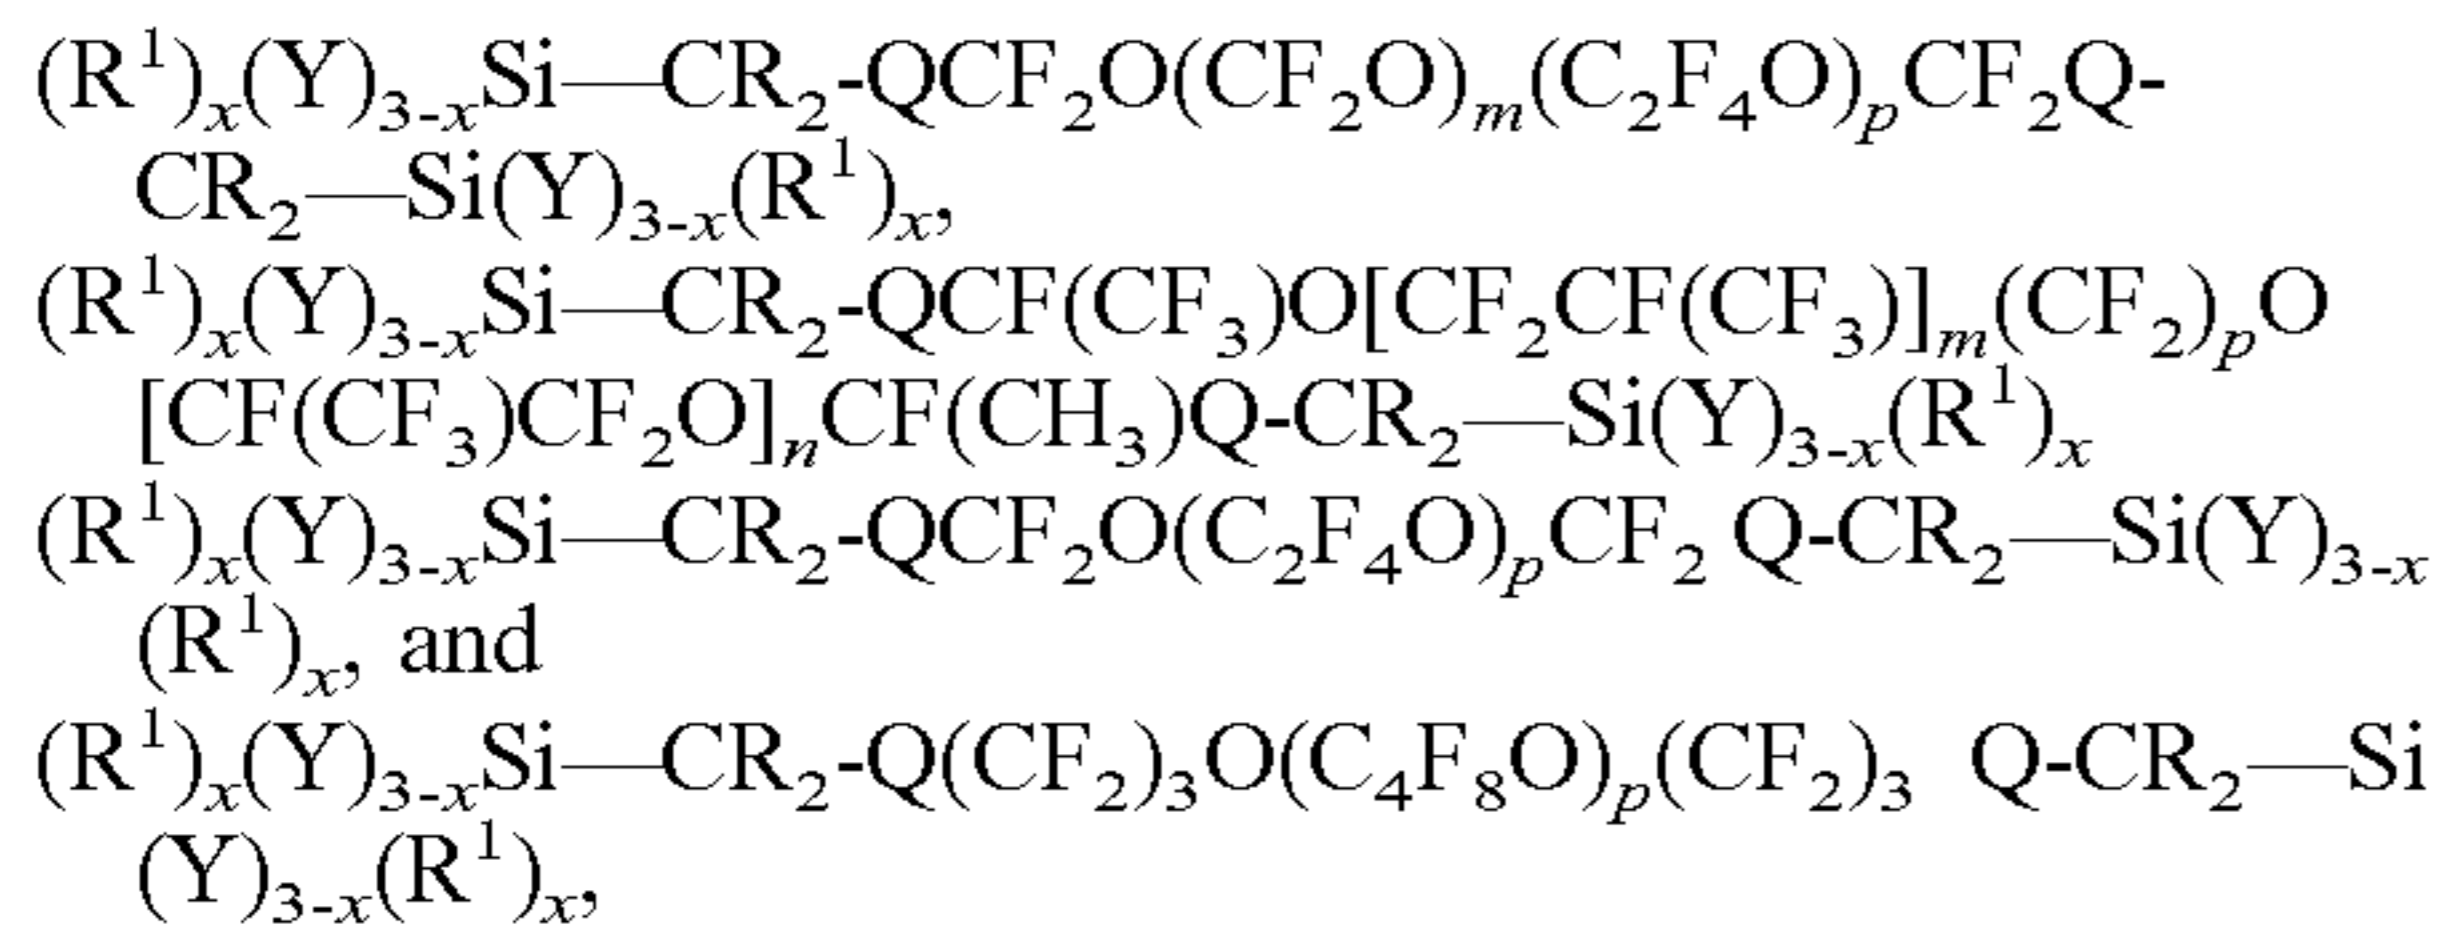 (R¹)ₓ(Y)₃₋ₓSi—CR₂-QCF₂O(CF₂O)ₘ(C₂F₄O)ₚCF₂Q-
CR₂—Si(Y)₃₋ₓ(R¹)ₓ,
(R¹)ₓ(Y)₃₋ₓSi—CR₂-QCF(CF₃)O[CF₂CF(CF₃)]ₘ(CF₂)ₚO
[CF(CF₃)CF₂O]ₙCF(CH₃)Q-CR₂—Si(Y)₃₋ₓ(R¹)ₓ
(R¹)ₓ(Y)₃₋ₓSi—CR₂-QCF₂O(C₂F₄O)ₚCF₂ Q-CR₂—Si(Y)₃₋ₓ
(R¹)ₓ, and
(R¹)ₓ(Y)₃₋ₓSi—CR₂-Q(CF₂)₃O(C₄F₈O)ₚ(CF₂)₃ Q-CR₂—Si
(Y)₃₋ₓ(R¹)ₓ,